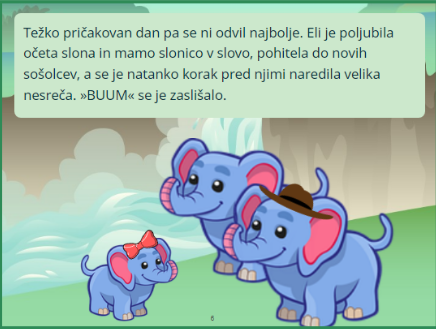 Težko pričakovan dan pa se ni odvil najbolje. Eli je poljubila
očeta slona in mamo slonico v slovo, pohitela do novih
sošolcev, a se je natanko korak pred njimi naredila velika
nesreča. »BUUM« se je zaslišalo.
8